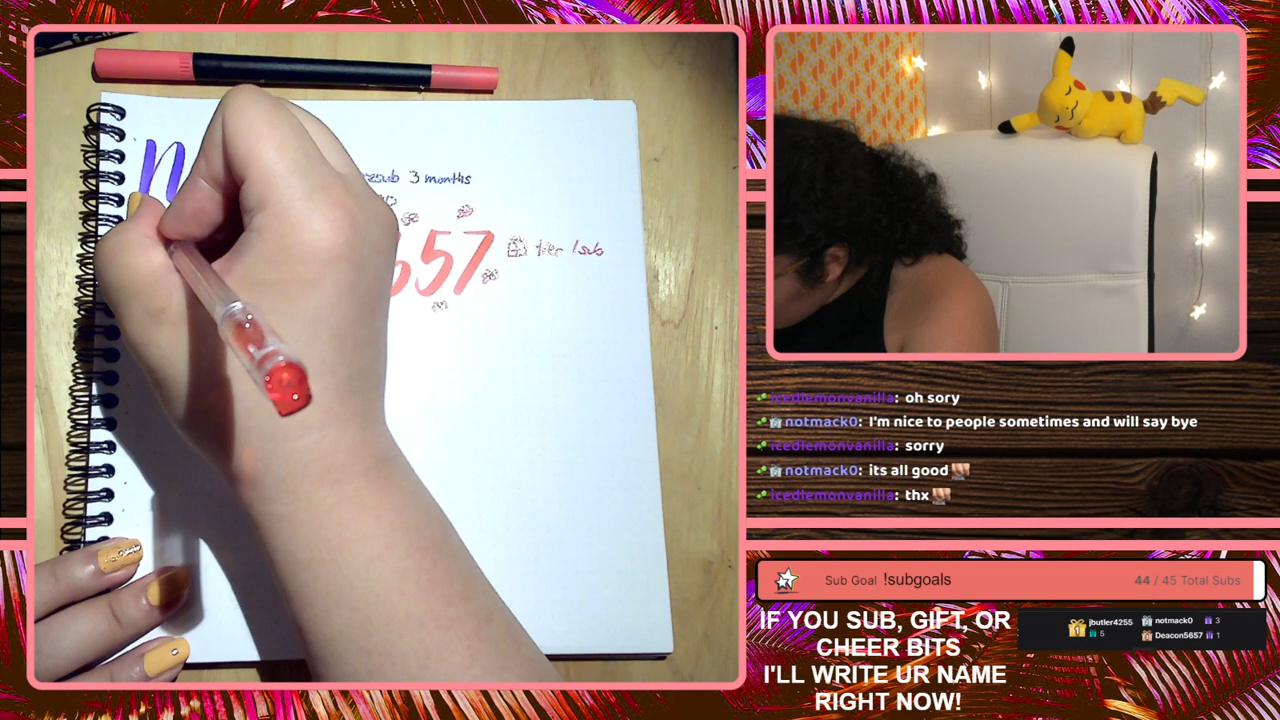 resub 3 months
657
tier 1 sub
icedlemonvanilla: oh sory
notmack0: I'm nice to people sometimes and will say bye
icedlemonvanilla: sorry
notmack0: its all good
icedlemonvanilla: thx
Sub Goal !subgoals
44 / 45 Total Subs
IF YOU SUB, GIFT, OR
CHEER BITS
I'LL WRITE UR NAME
RIGHT NOW!
1 jbutler4255
5
notmack0 3
Deacon5657 1